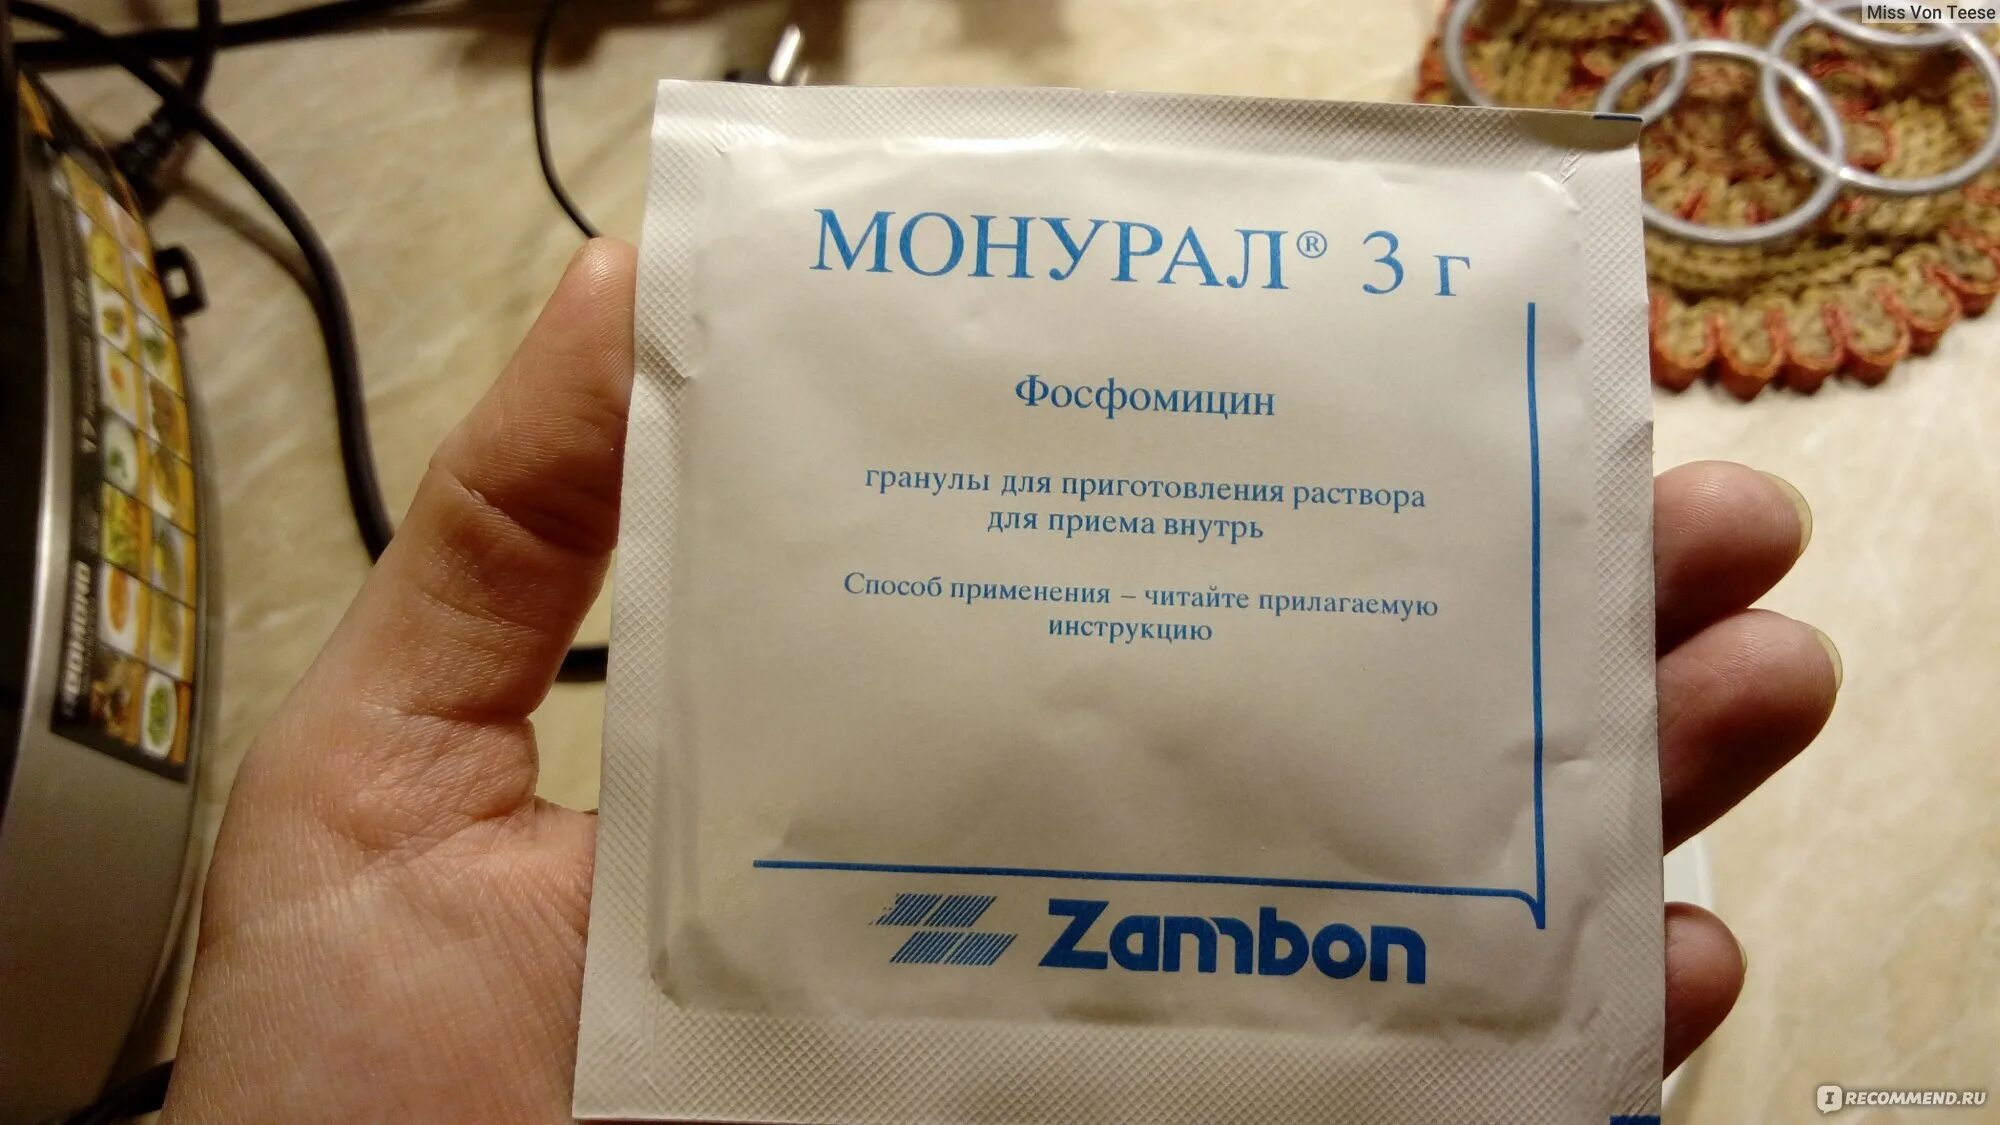 Miss Von Teese
МОНУРАЛ® 3 г
Фосфомицин
гранулы для приготовления раствора
для приема внутрь
Способ применения – читайте прилагаемую
инструкцию
Zambon
I RECOMMEND.RU